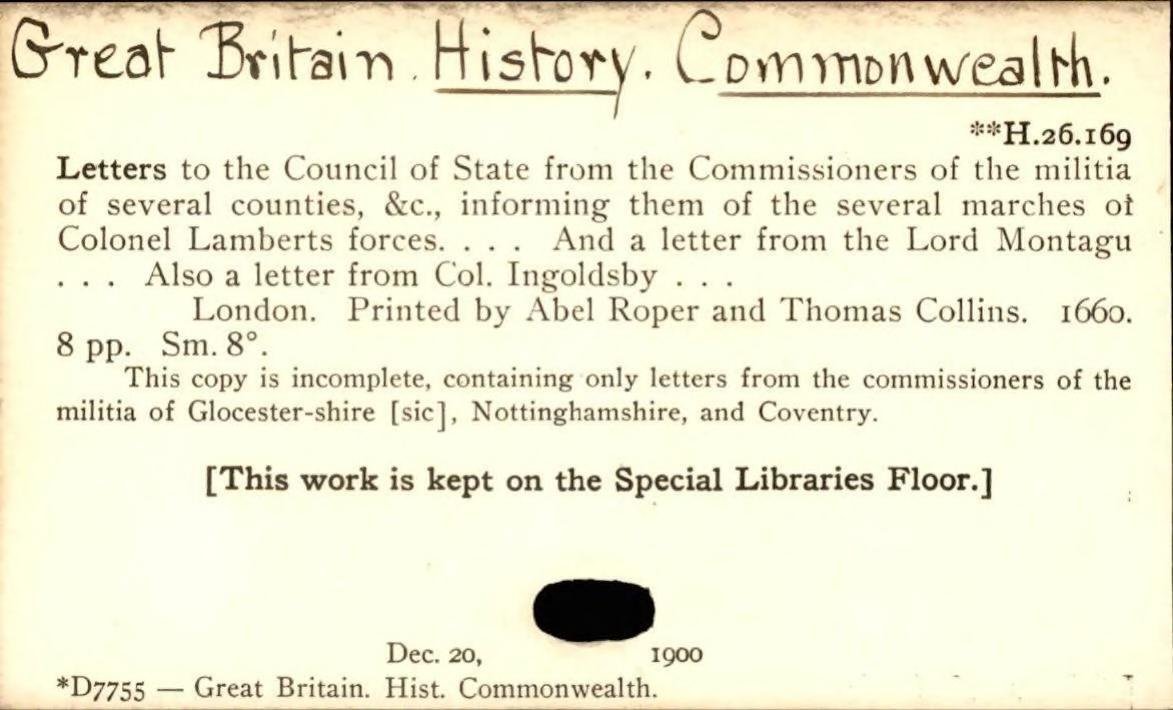 Great Britain. History. Commonwealth.
**H.26.169
Letters to the Council of State from the Commissioners of the militia
of several counties, &c., informing them of the several marches of
Colonel Lamberts forces. . . . And a letter from the Lord Montagu
. . . Also a letter from Col. Ingoldsby . . .
London. Printed by Abel Roper and Thomas Collins. 1660.
8 pp. Sm. 8°.
This copy is incomplete, containing only letters from the commissioners of the
militia of Glocester-shire [sic], Nottinghamshire, and Coventry.
[This work is kept on the Special Libraries Floor.]
Dec. 20, 1900
*D7755 — Great Britain. Hist. Commonwealth.